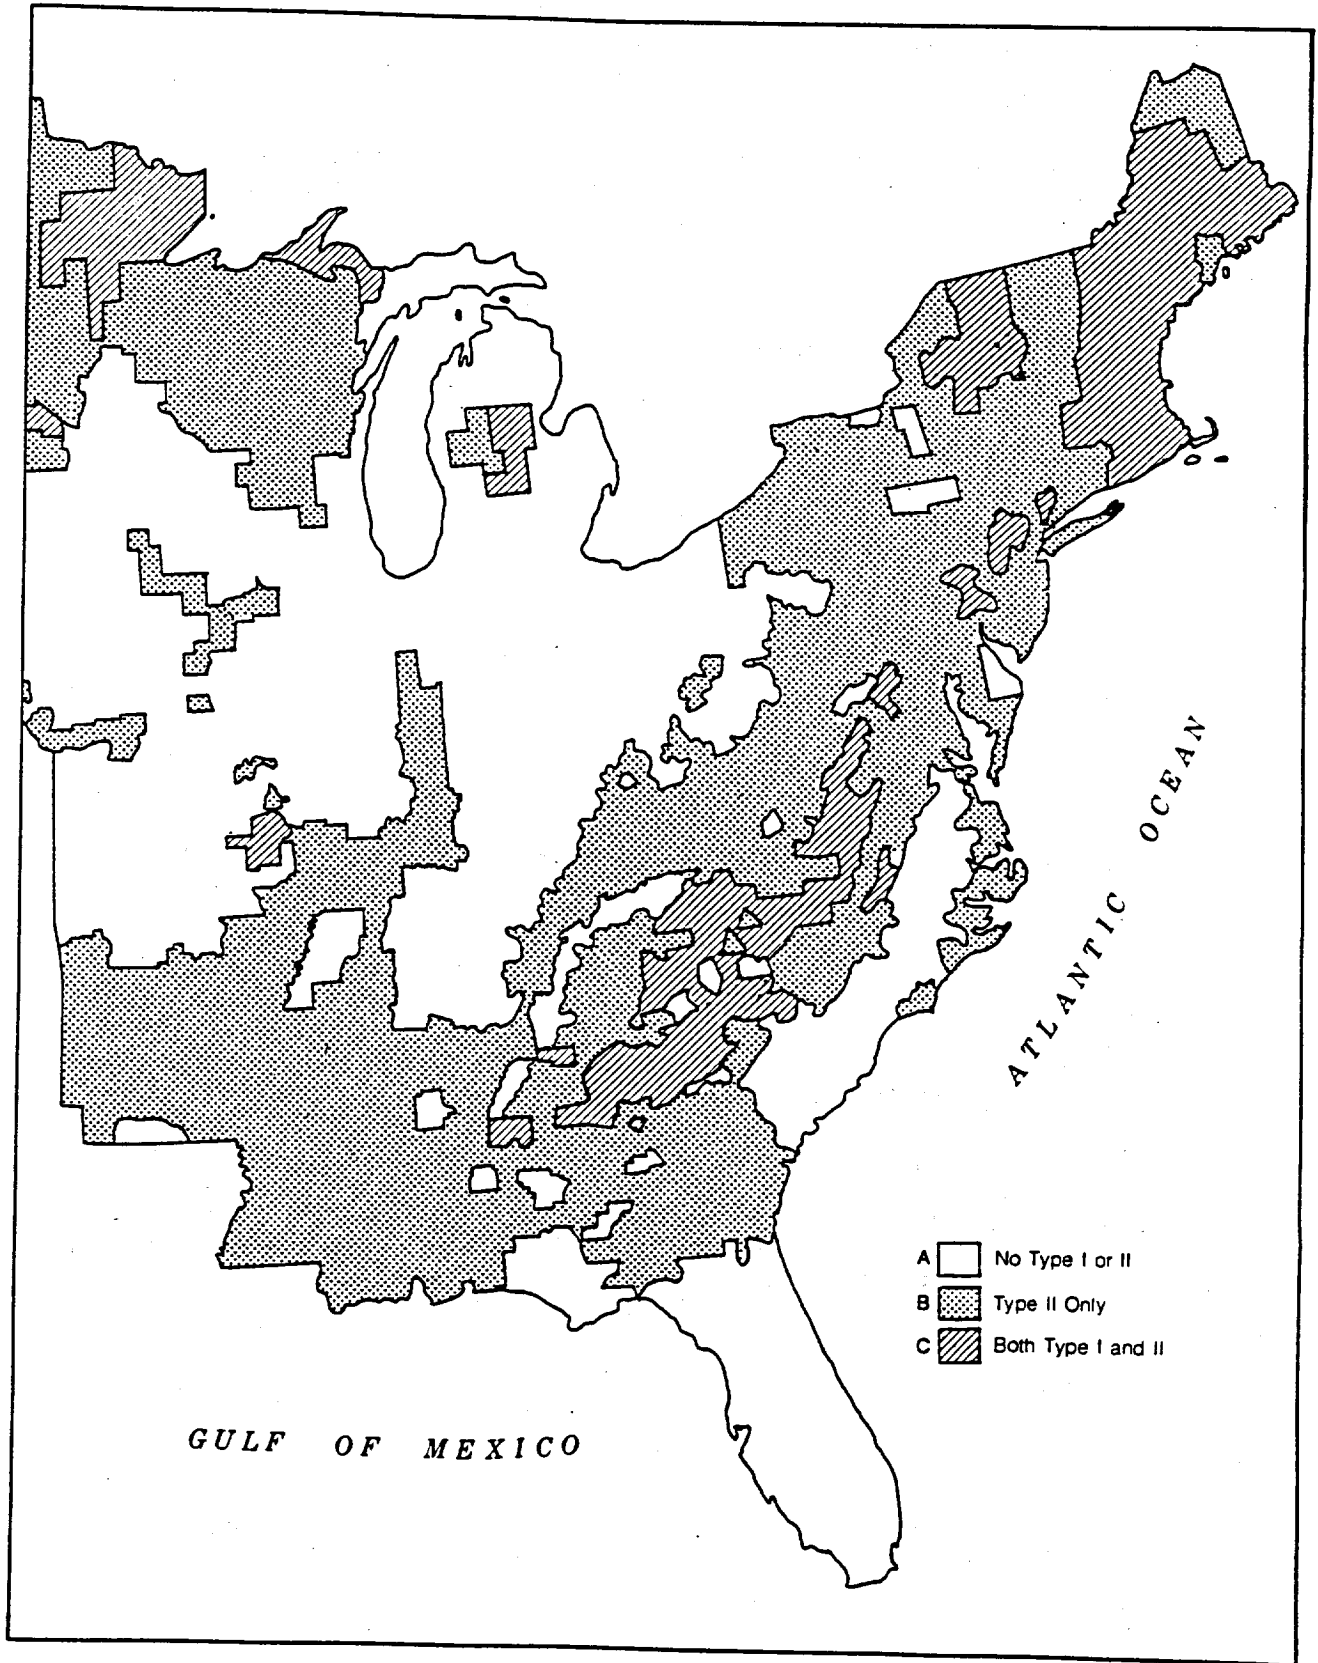 ATLANTIC OCEAN
A No Type I or II
B Type II Only
C Both Type I and II
GULF OF MEXICO